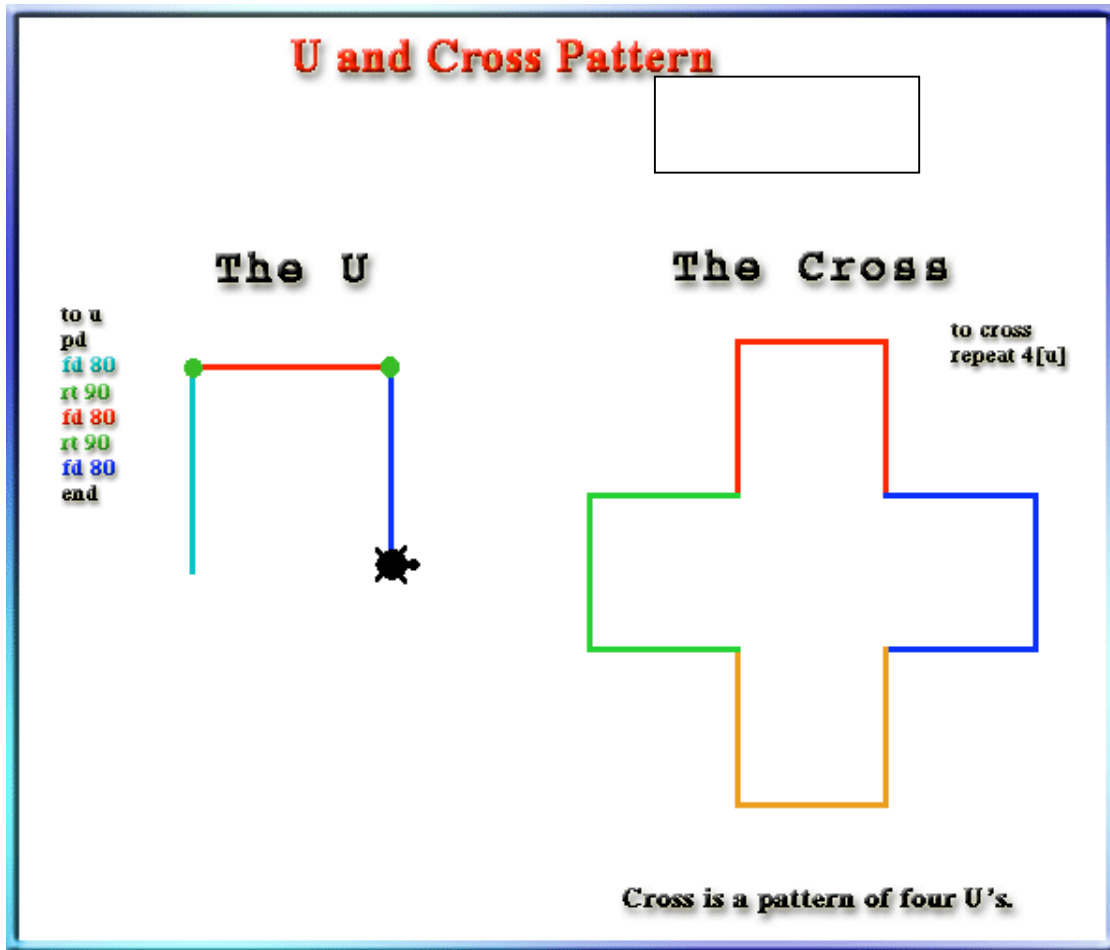 U and Cross Pattern
The U
to u
pd
fd 80
rt 90
fd 80
rt 90
fd 80
end
The Cross
to cross
repeat 4[u]
Cross is a pattern of four U's.